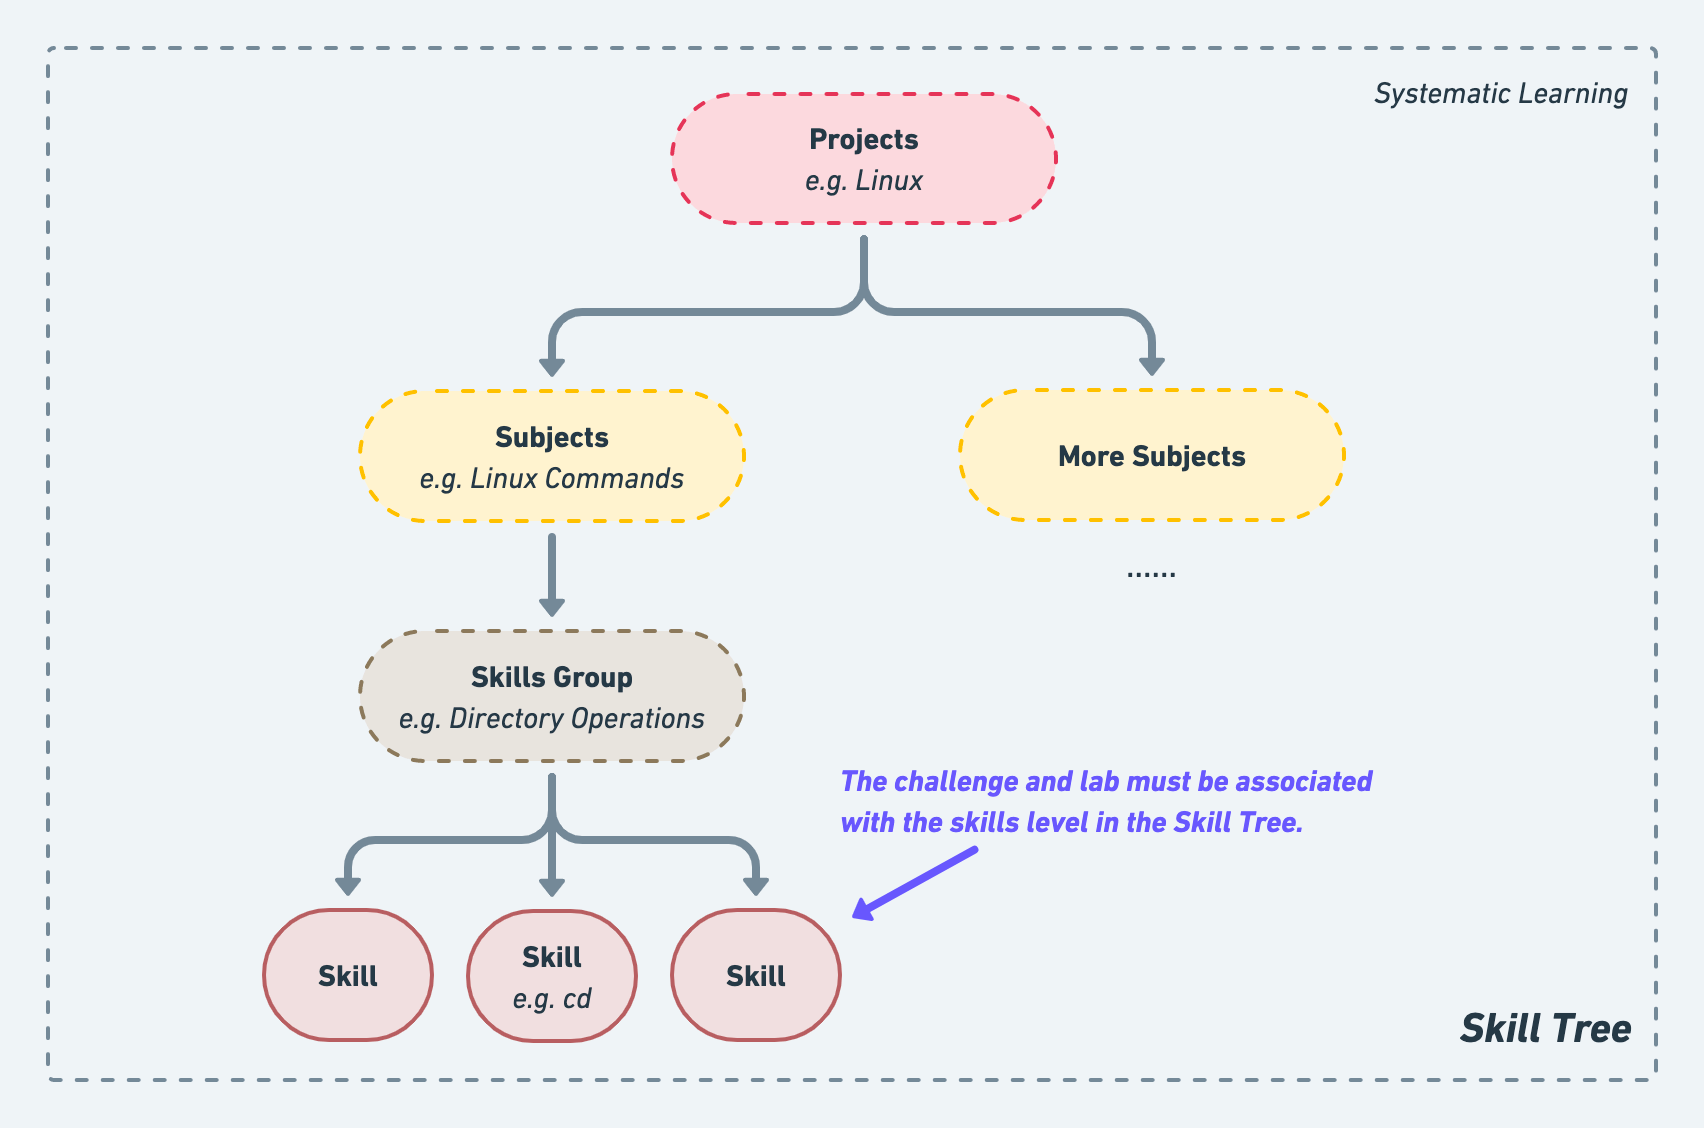 Systematic Learning
Projects
e.g. Linux
Subjects
e.g. Linux Commands
More Subjects
......
Skills Group
e.g. Directory Operations
The challenge and lab must be associated
with the skills level in the Skill Tree.
Skill
Skill
e.g. cd
Skill
Skill Tree